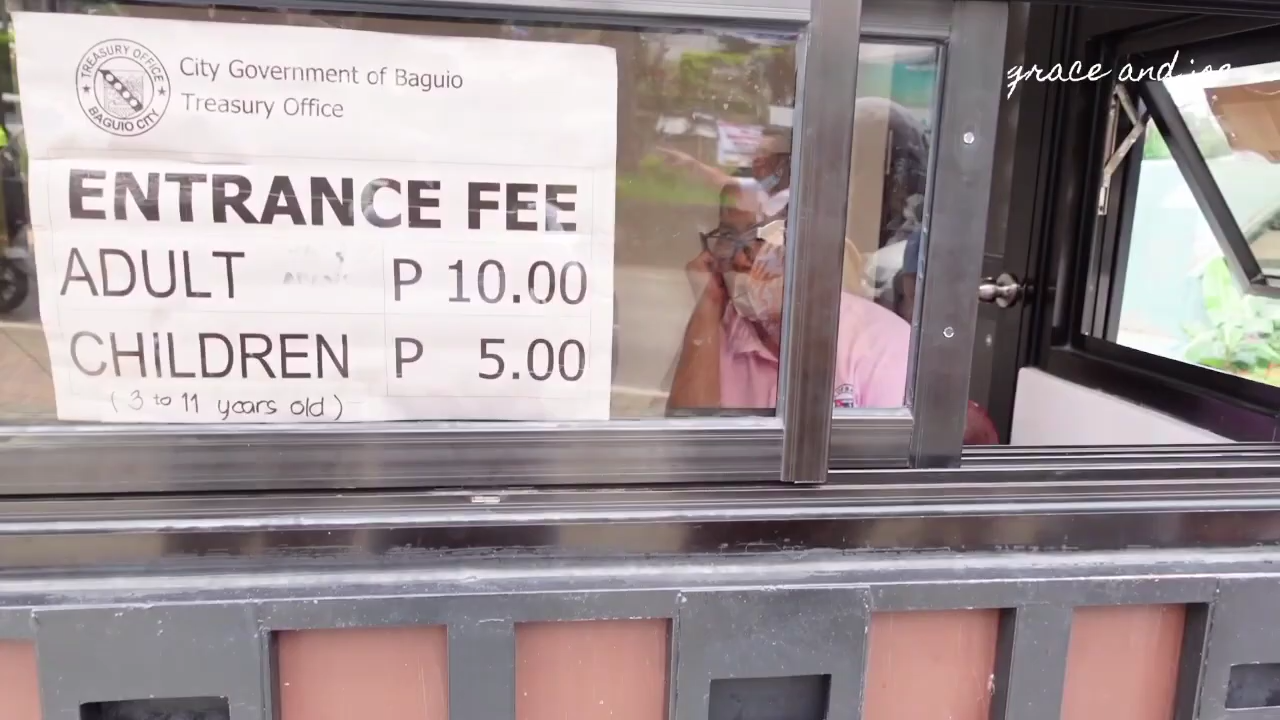 TREASURY OFFICE
BAGUIO CITY
City Government of Baguio
Treasury Office
ENTRANCE FEE
ADULT P 10.00
CHILDREN P 5.00
(3 to 11 years old)
grace and joe